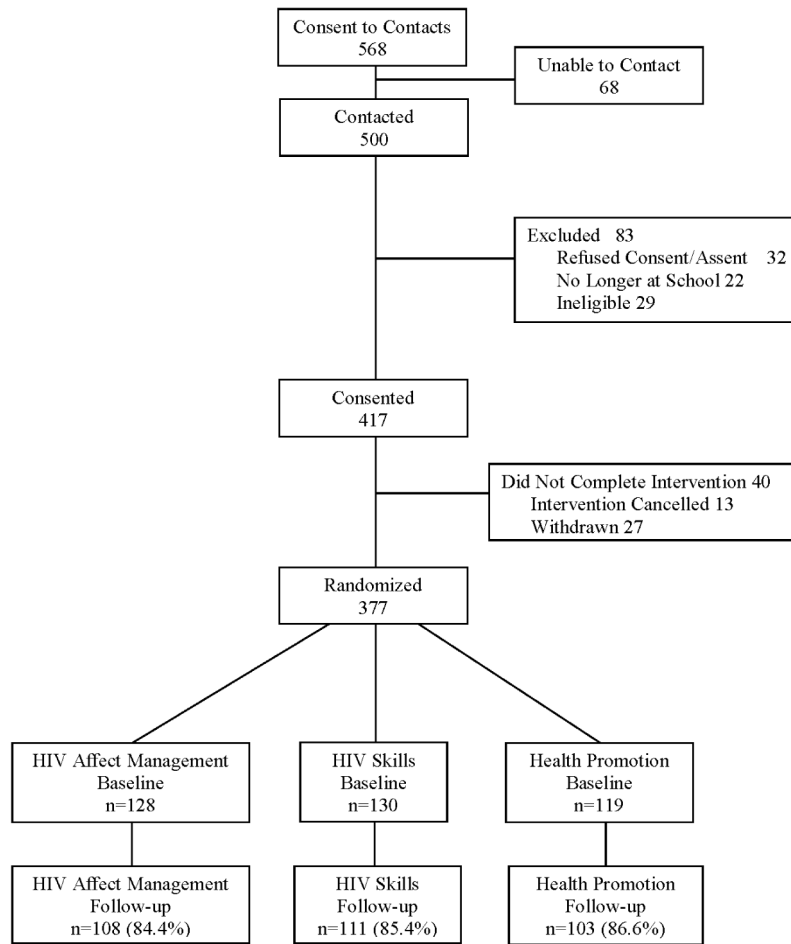 Consent to Contacts
568
Unable to Contact
68
Contacted
500
Excluded 83
Refused Consent/Assent 32
No Longer at School 22
Ineligible 29
Consented
417
Did Not Complete Intervention 40
Intervention Cancelled 13
Withdrawn 27
Randomized
377
HIV Affect Management
Baseline
n=128
HIV Skills
Baseline
n=130
Health Promotion
Baseline
n=119
HIV Affect Management
Follow-up
n=108 (84.4%)
HIV Skills
Follow-up
n=111 (85.4%)
Health Promotion
Follow-up
n=103 (86.6%)